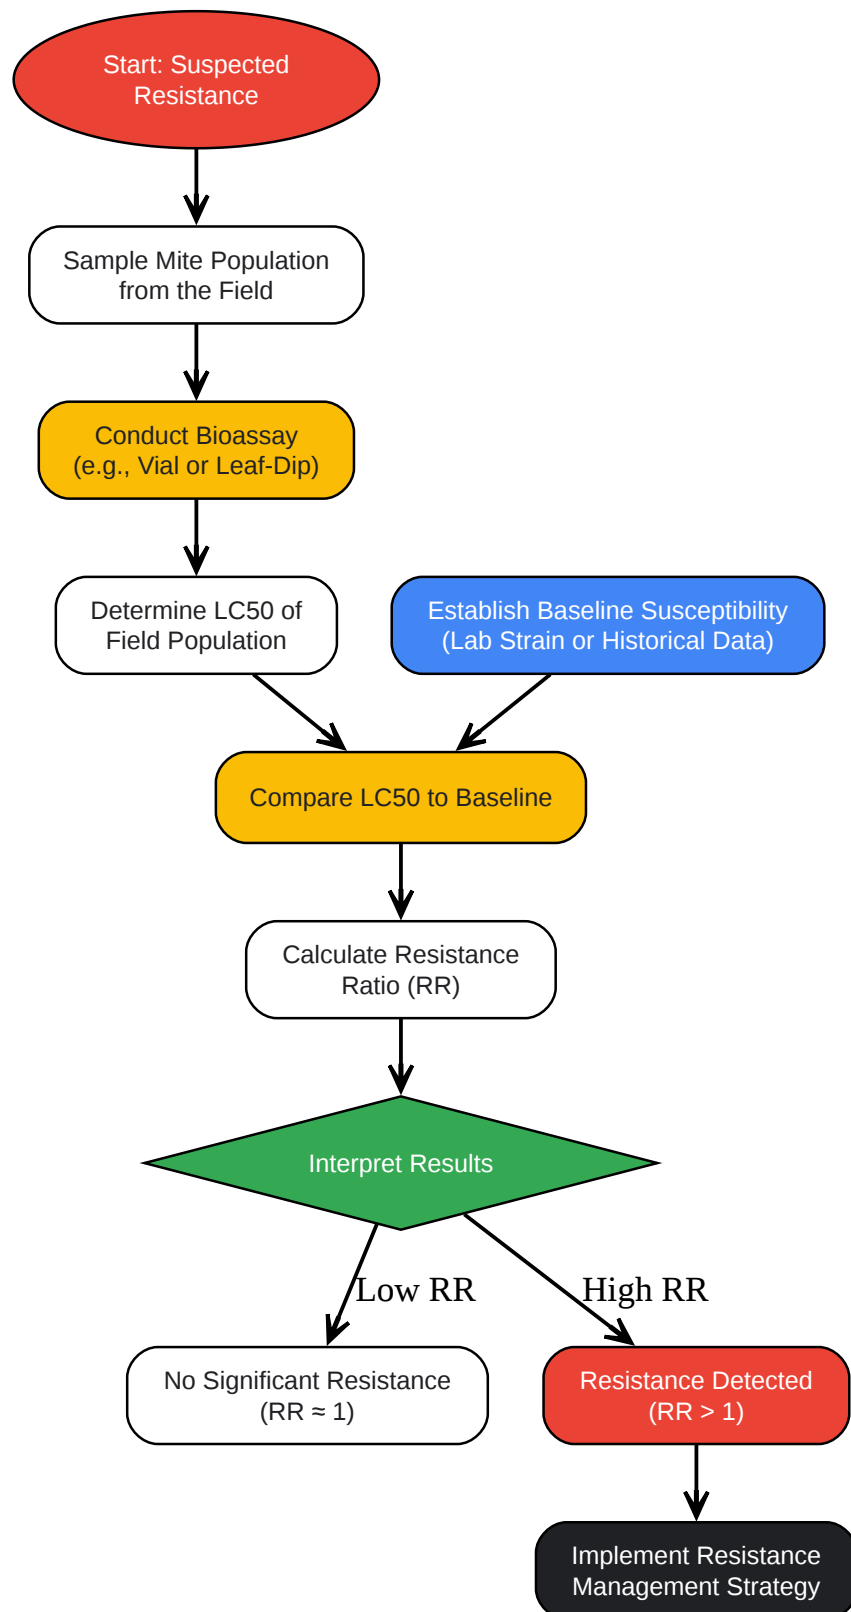 Start: Suspected
Resistance
Sample Mite Population
from the Field
Conduct Bioassay
(e.g., Vial or Leaf-Dip)
Determine LC50 of
Field Population
Establish Baseline Susceptibility
(Lab Strain or Historical Data)
Compare LC50 to Baseline
Calculate Resistance
Ratio (RR)
Interpret Results
Low RR
High RR
No Significant Resistance
(RR ≈ 1)
Resistance Detected
(RR > 1)
Implement Resistance
Management Strategy